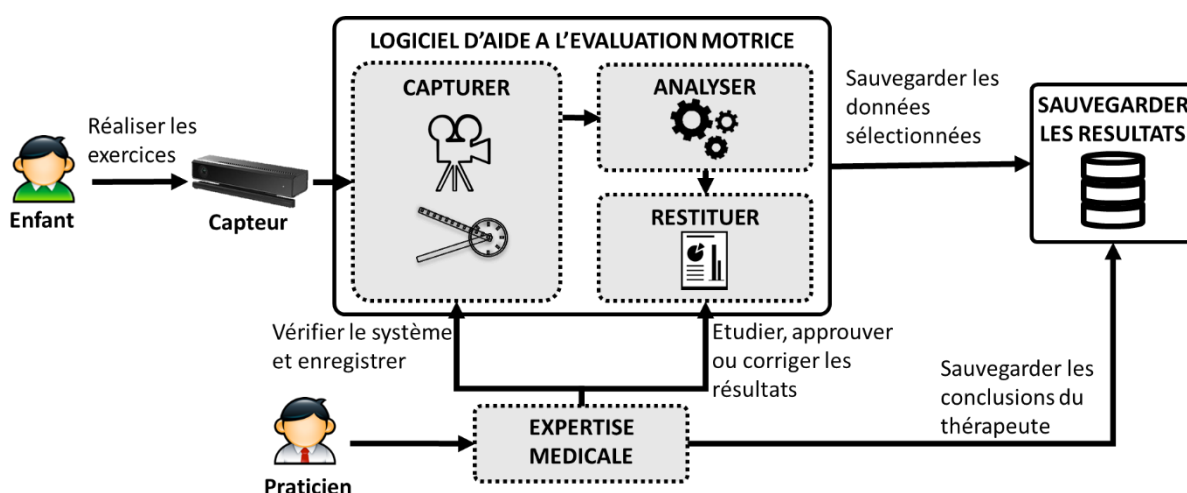 LOGICIEL D'AIDE A L'EVALUATION MOTRICE
CAPTURER
ANALYSER
RESTITUER
Réaliser les
exercices
Enfant
Capteur
Sauvegarder les
données
sélectionnées
SAUVEGARDER
LES RESULTATS
Vérifier le système
et enregistrer
Etudier, approuver
ou corriger les
résultats
Sauvegarder les
conclusions du
thérapeute
EXPERTISE
MEDICALE
Praticien